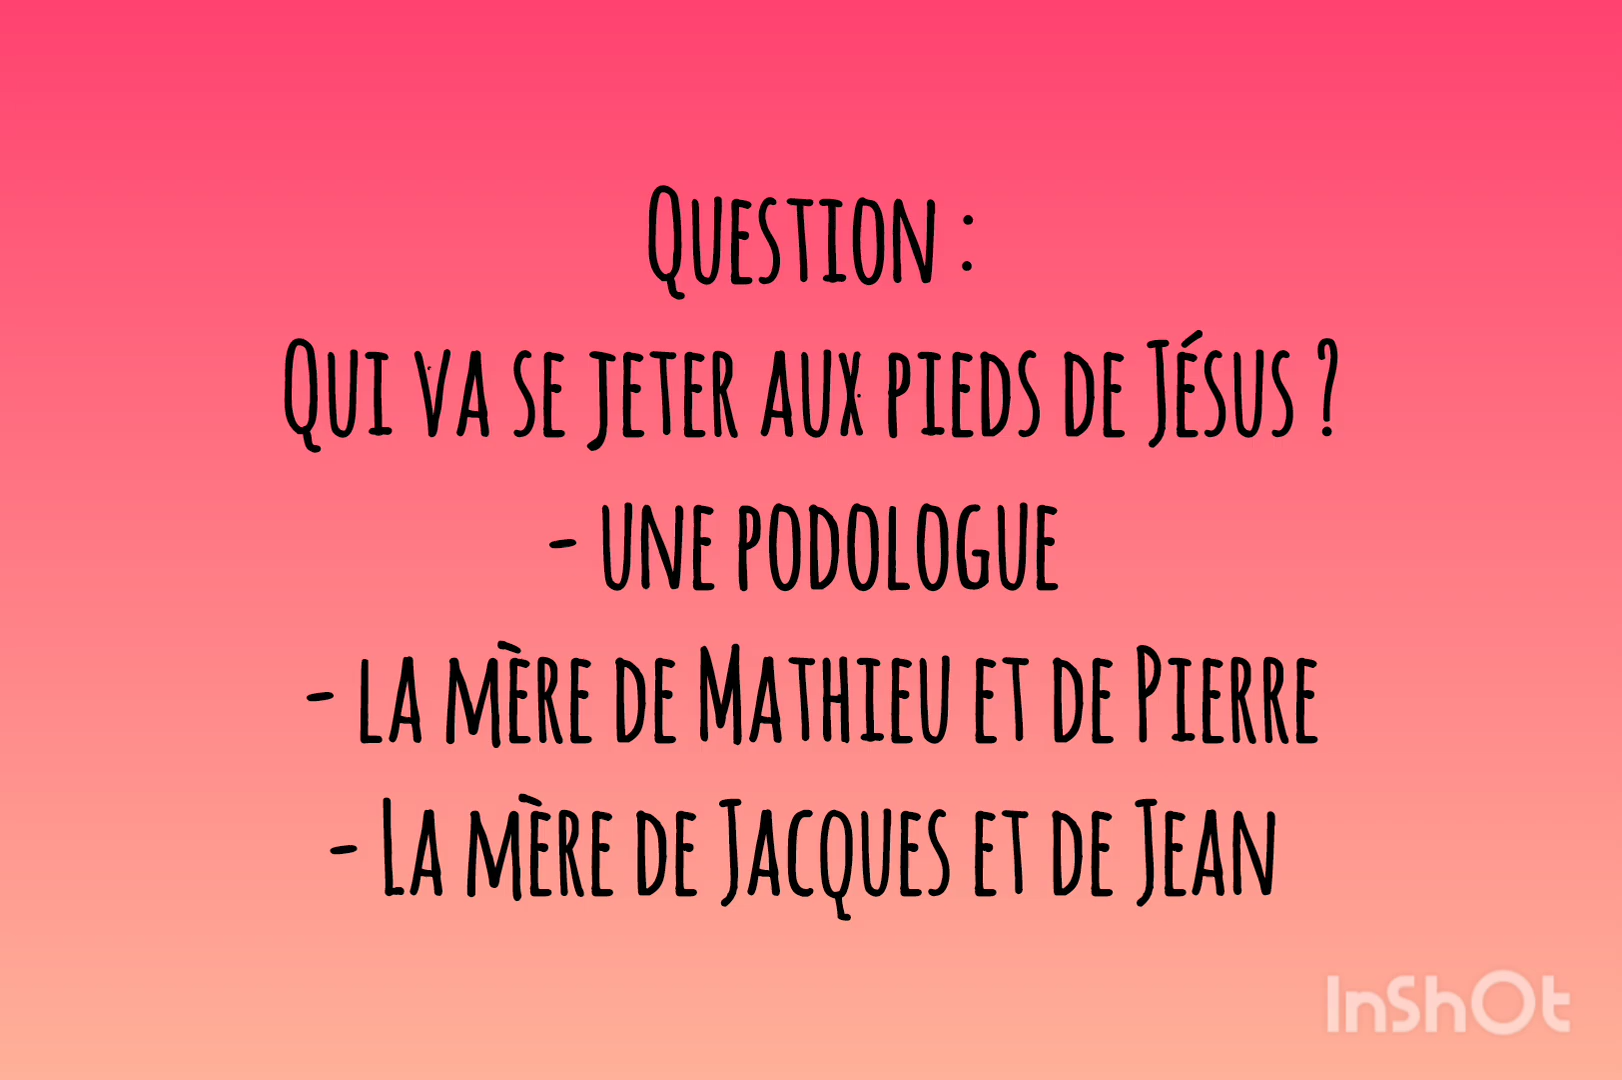 Question :
Qui va se jeter aux pieds de Jésus ?
- une podologue
- la mère de Mathieu et de Pierre
- La mère de Jacques et de Jean
InShOt